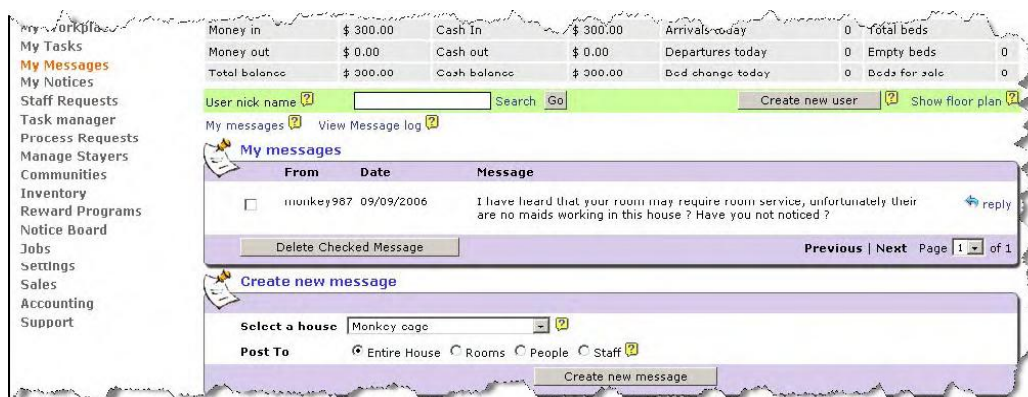 My Workplace
My Tasks
My Messages
My Notices
Staff Requests
Task manager
Process Requests
Manage Stayers
Communities
Inventory
Reward Programs
Notice Board
Jobs
Settings
Sales
Accounting
Support
Money in $ 300.00 Cash In $ 300.00 Arrivals today 0 Total beds
Money out $ 0.00 Cash out $ 0.00 Departures today 0 Empty beds 0
Total balance $ 300.00 Cash balance $ 300.00 Bed change today 0 Beds for sale 0
User nick name ? Search Go Create new user ? Show floor plan ?
My messages ? View Message log ?
My messages
From Date Message
monkey987 09/09/2006 I have heard that your room may require room service, unfortunately their
are no maids working in this house ? Have you not noticed ? reply
Delete Checked Message Previous | Next Page 1 of 1
Create new message
Select a house Monkey cage ?
Post To Entire House Rooms People Staff ?
Create new message